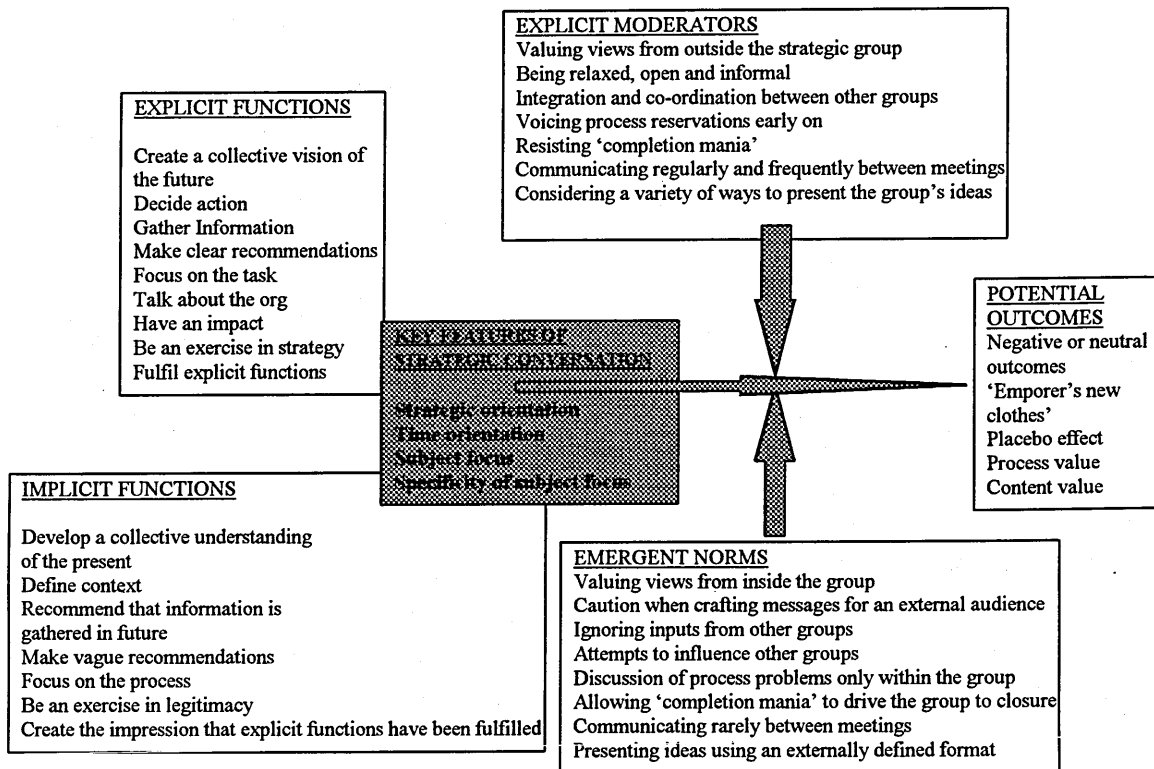 EXPLICIT MODERATORS
Valuing views from outside the strategic group
Being relaxed, open and informal
Integration and co-ordination between other groups
Voicing process reservations early on
Resisting ‘completion mania’
Communicating regularly and frequently between meetings
Considering a variety of ways to present the group’s ideas
EXPLICIT FUNCTIONS
Create a collective vision of
the future
Decide action
Gather Information
Make clear recommendations
Focus on the task
Talk about the org
Have an impact
Be an exercise in strategy
Fulfil explicit functions
KEY FEATURES OF
STRATEGIC CONVERSATION
Strategic orientation
Time orientation
Subject focus
Specificity of subject focus
POTENTIAL
OUTCOMES
Negative or neutral
outcomes
‘Emporer’s new
clothes’
Placebo effect
Process value
Content value
IMPLICIT FUNCTIONS
Develop a collective understanding
of the present
Define context
Recommend that information is
gathered in future
Make vague recommendations
Focus on the process
Be an exercise in legitimacy
Create the impression that explicit functions have been fulfilled
EMERGENT NORMS
Valuing views from inside the group
Caution when crafting messages for an external audience
Ignoring inputs from other groups
Attempts to influence other groups
Discussion of process problems only within the group
Allowing ‘completion mania’ to drive the group to closure
Communicating rarely between meetings
Presenting ideas using an externally defined format